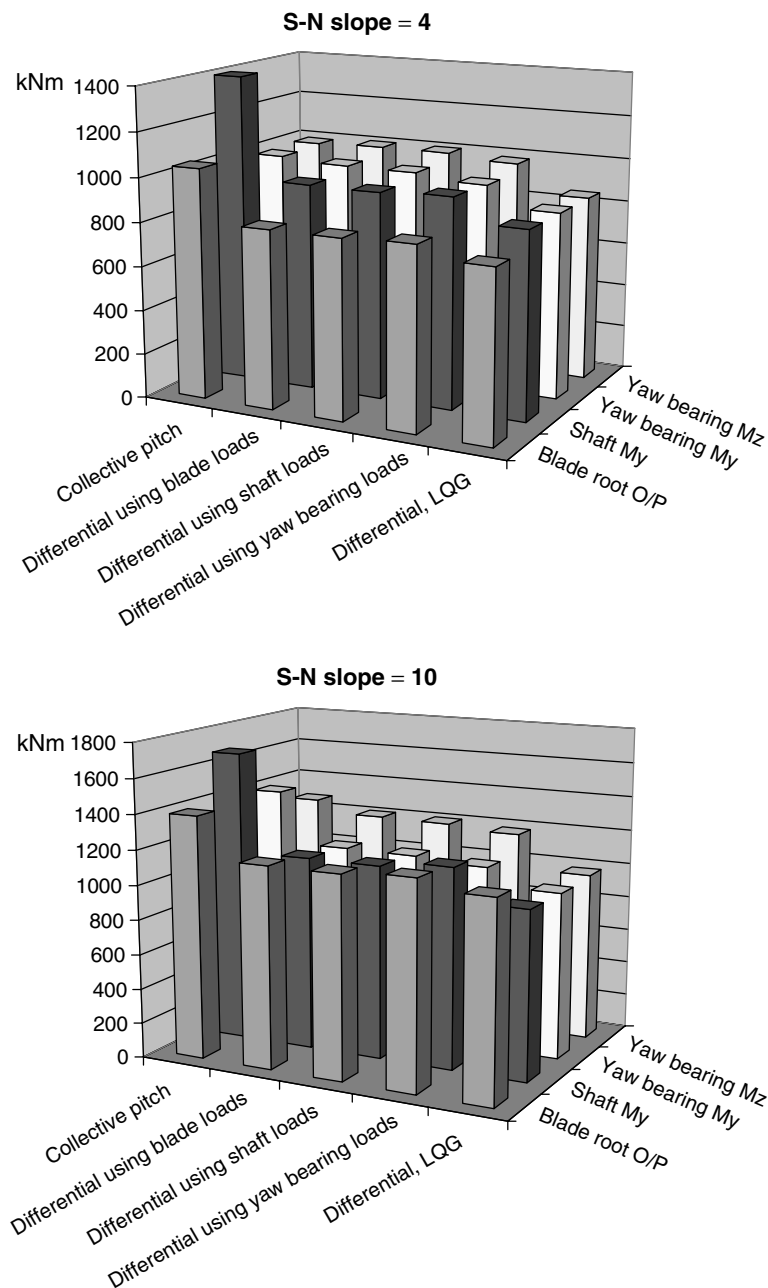 S-N slope = 4
kNm 1400
1200
1000
800
600
400
200
0
Collective pitch
Differential using blade loads
Differential using shaft loads
Differential using yaw bearing loads
Differential, LQG
Yaw bearing Mz
Yaw bearing My
Shaft My
Blade root O/P
S-N slope = 10
kNm 1800
1600
1400
1200
1000
800
600
400
200
0
Collective pitch
Differential using blade loads
Differential using shaft loads
Differential using yaw bearing loads
Differential, LQG
Yaw bearing Mz
Yaw bearing My
Shaft My
Blade root O/P